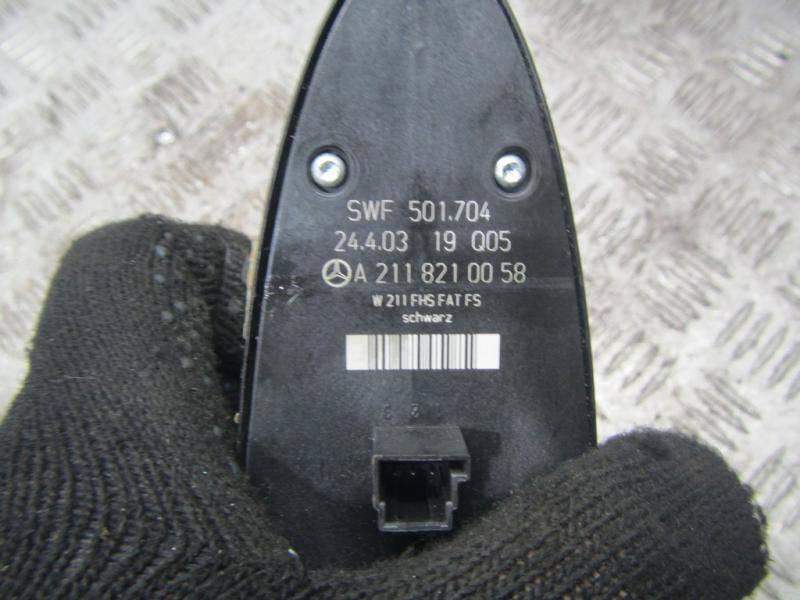 SWF 501.704
24.4.03 19 Q05
A 211 821 00 58
W 211 FHS FAT FS
schwarz